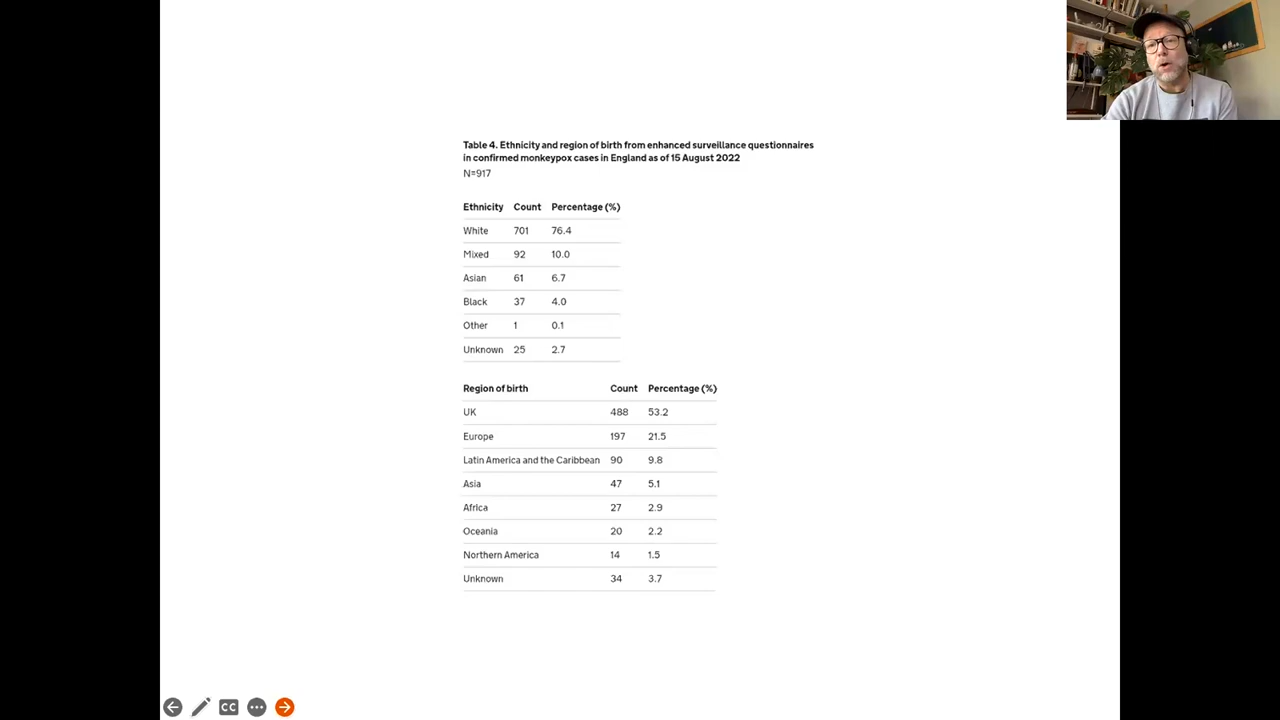 Table 4. Ethnicity and region of birth from enhanced surveillance questionnaires
in confirmed monkeypox cases in England as of 15 August 2022
N=917
Ethnicity Count Percentage (%)
White 701 76.4
Mixed 92 10.0
Asian 61 6.7
Black 37 4.0
Other 1 0.1
Unknown 25 2.7
Region of birth Count Percentage (%)
UK 488 53.2
Europe 197 21.5
Latin America and the Caribbean 90 9.8
Asia 47 5.1
Africa 27 2.9
Oceania 20 2.2
Northern America 14 1.5
Unknown 34 3.7
CC